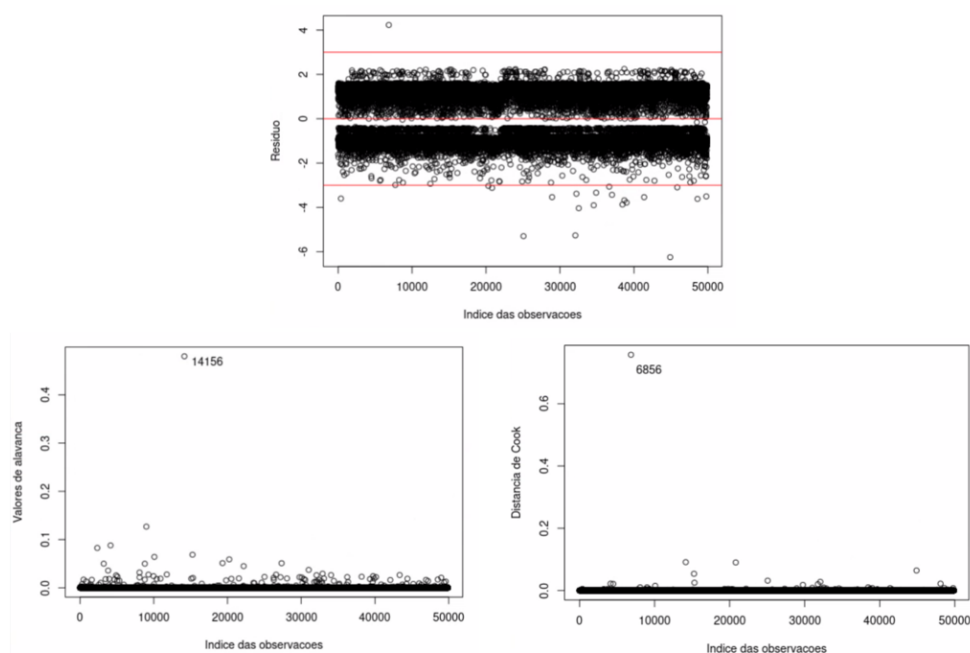 4
2
0
-2
-4
-6
Residuo
0 10000 20000 30000 40000 50000
Indice das observacoes
14156
0.4
0.3
0.2
0.1
0.0
Valores de alavanca
0 10000 20000 30000 40000 50000
Indice das observacoes
6856
0.6
0.4
0.2
0.0
Distancia de Cook
0 10000 20000 30000 40000 50000
Indice das observacoes